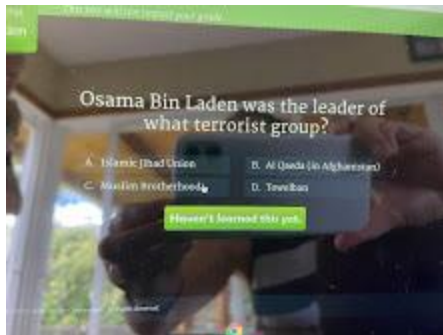 Osama Bin Laden was the leader of
what terrorist group?
A. Islamic Jihad Union
B. Al Qaeda (in Afghanistan)
C. Muslim Brotherhood
D. Towelban
Haven't learned this yet.